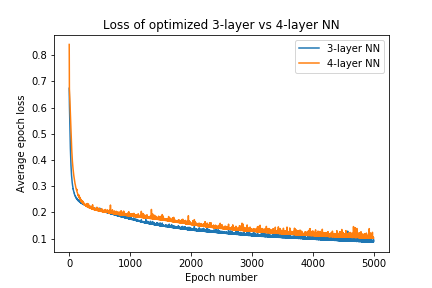 Loss of optimized 3-layer vs 4-layer NN
3-layer NN
4-layer NN
Average epoch loss
0.8
0.7
0.6
0.5
0.4
0.3
0.2
0.1
0 1000 2000 3000 4000 5000
Epoch number